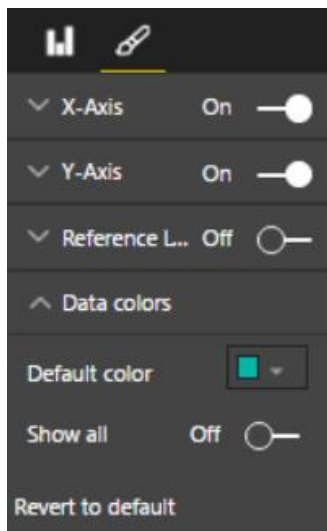 X-Axis On
Y-Axis On
Reference L... Off
Data colors
Default color
Show all Off
Revert to default